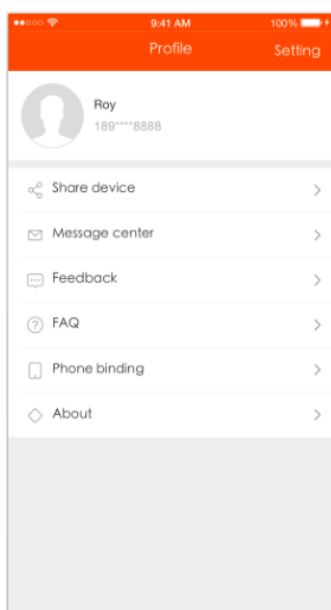 9:41 AM 100%
Profile Setting
Roy
189****8888
Share device
Message center
Feedback
FAQ
Phone binding
About